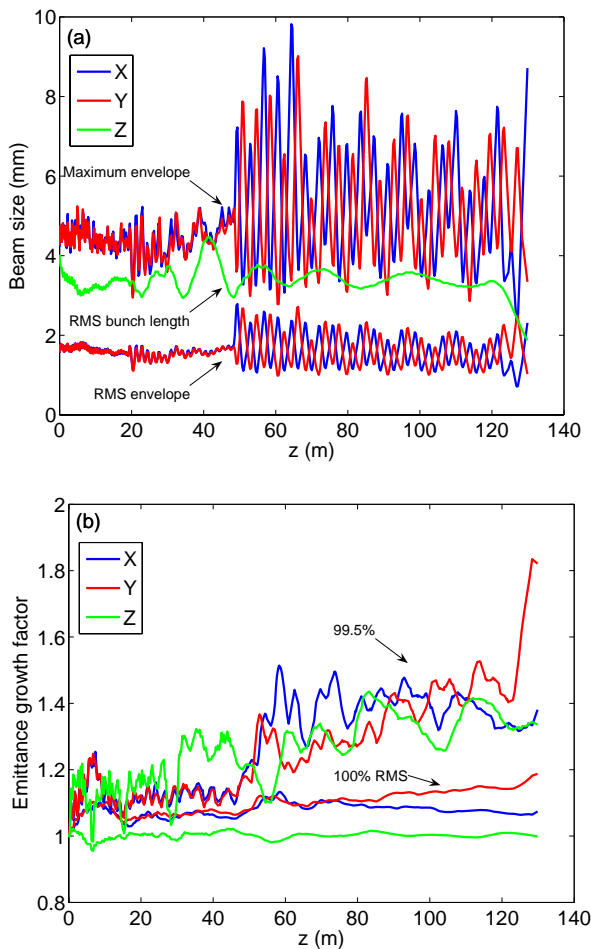 (a)
X
Y
Z
Maximum envelope
RMS bunch length
RMS envelope
Beam size (mm)
10
8
6
4
2
0
0 20 40 60 80 100 120 140
z (m)
(b)
X
Y
Z
99.5%
100% RMS
Emittance growth factor
2
1.8
1.6
1.4
1.2
1
0.8
0 20 40 60 80 100 120 140
z (m)